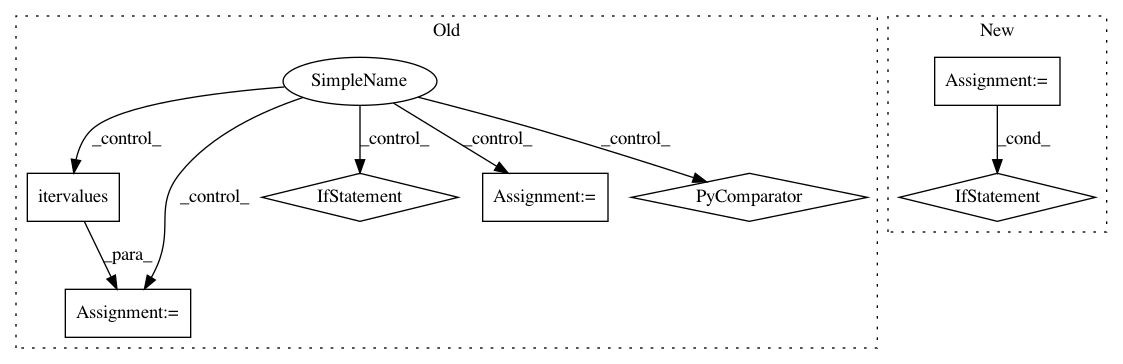 Old
New
SimpleName
Assignment:=
_control_
_control_
_control_
_control_
_cond_
_control_
itervalues
IfStatement
Assignment:=
PyComparator
IfStatement
_para_
Assignment:=